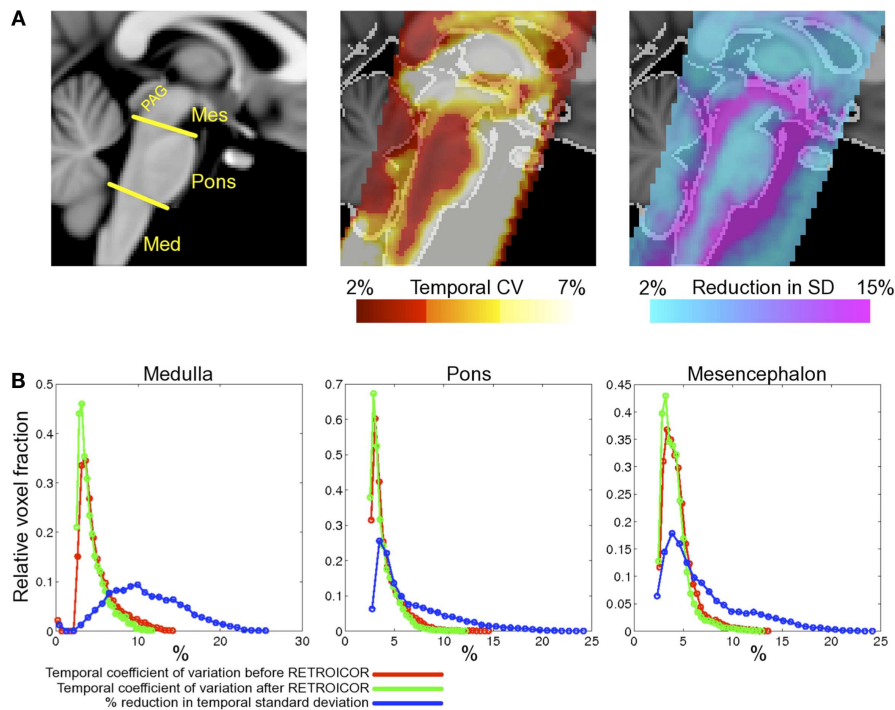 A
PAG
Mes
Pons
Med
2% Temporal CV 7%
2% Reduction in SD 15%
B
Medulla
Pons
Mesencephalon
Relative voxel fraction
0.5
0.4
0.3
0.2
0.1
0
0 10 20 30
%
0.7
0.6
0.5
0.4
0.3
0.2
0.1
0
0 5 10 15 20 25
%
0.45
0.4
0.35
0.3
0.25
0.2
0.15
0.1
0.05
0
0 5 10 15 20 25
%
Temporal coefficient of variation before RETROICOR
Temporal coefficient of variation after RETROICOR
% reduction in temporal standard deviation